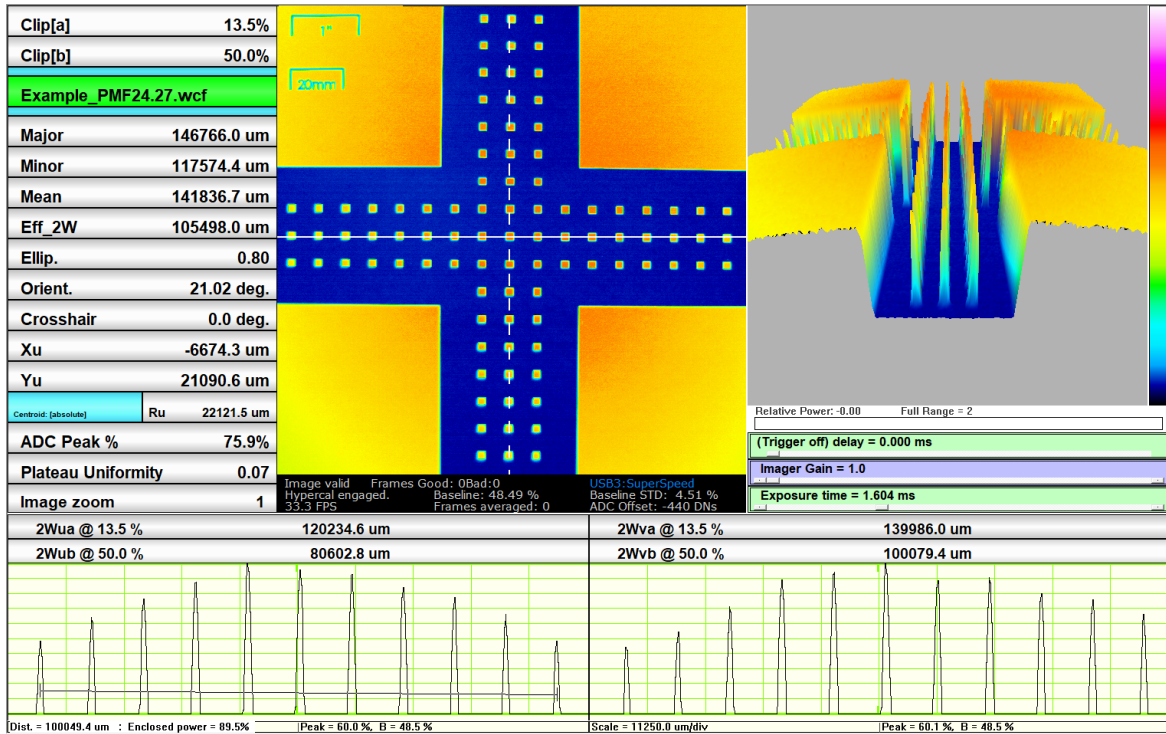 Clip[a] 13.5%
Clip[b] 50.0%
Example_PMF24.27.wcf
Major 146766.0 um
Minor 117574.4 um
Mean 141836.7 um
Eff_2W 105498.0 um
Ellip. 0.80
Orient. 21.02 deg.
Crosshair 0.0 deg.
Xu -6674.3 um
Yu 21090.6 um
Centroid: [absolute] Ru 22121.5 um
ADC Peak % 75.9%
Plateau Uniformity 0.07
Image zoom 1
1"
20mm
Image valid Frames Good: 0Bad:0 USB3:SuperSpeed
Hypercal engaged. Baseline: 48.49 % Baseline STD: 4.51 %
33.3 FPS Frames averaged: 0 ADC Offset: -440 DNs
Relative Power: -0.00 Full Range = 2
(Trigger off) delay = 0.000 ms
Imager Gain = 1.0
Exposure time = 1.604 ms
2Wua @ 13.5 % 120234.6 um
2Wub @ 50.0 % 80602.8 um
2Wva @ 13.5 % 139986.0 um
2Wvb @ 50.0 % 100079.4 um
Dist. = 100049.4 um : Enclosed power = 89.5% Peak = 60.0 %, B = 48.5 %
Scale = 11250.0 um/div Peak = 60.1 %, B = 48.5 %